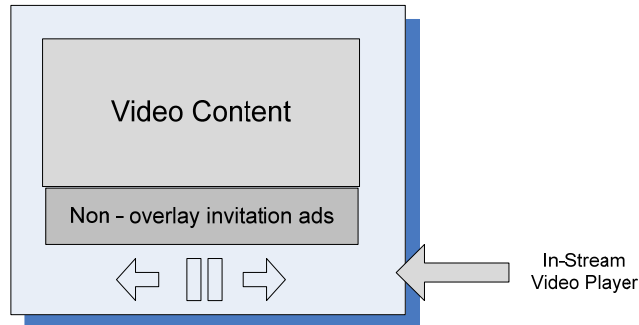 Video Content
Non - overlay invitation ads
In-Stream
Video Player